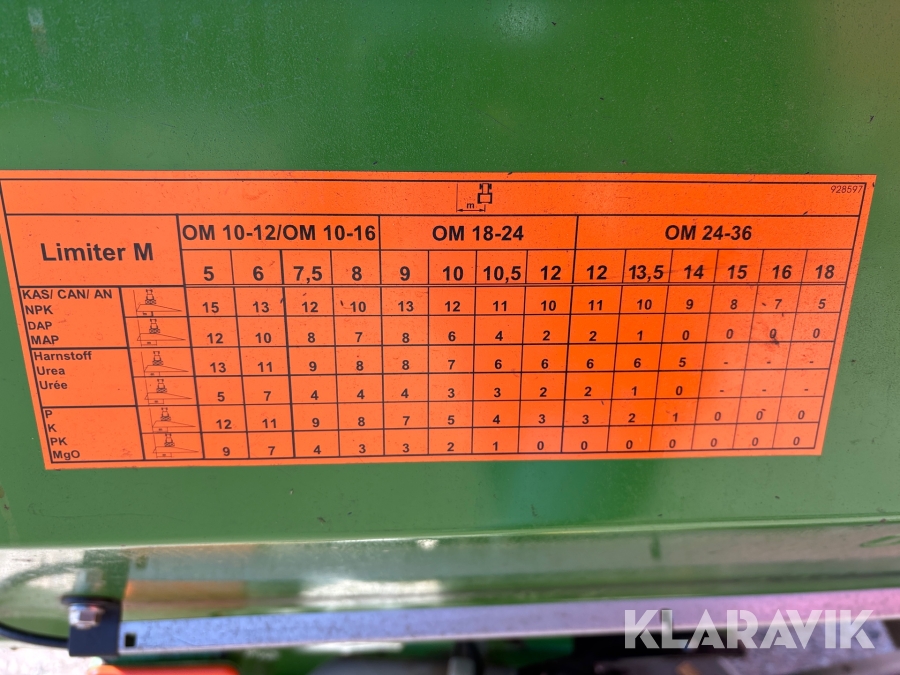 m
928597
Limiter M OM 10-12/OM 10-16 OM 18-24 OM 24-36
5 6 7,5 8 9 10 10,5 12 12 13,5 14 15 16 18
KAS/ CAN/ AN
NPK 15 13 12 10 13 12 11 10 11 10 9 8 7 5
DAP
MAP 12 10 8 7 8 6 4 2 2 1 0 0 0 0
Harnstoff
Urea 13 11 9 8 8 7 6 6 6 6 5 - - -
Urée 5 7 4 4 4 3 3 2 2 1 0 - - -
P
K 12 11 9 8 7 5 4 3 3 2 1 0 0 0
PK
MgO 9 7 4 3 3 2 1 0 0 0 0 0 0 0
KLARAVIK